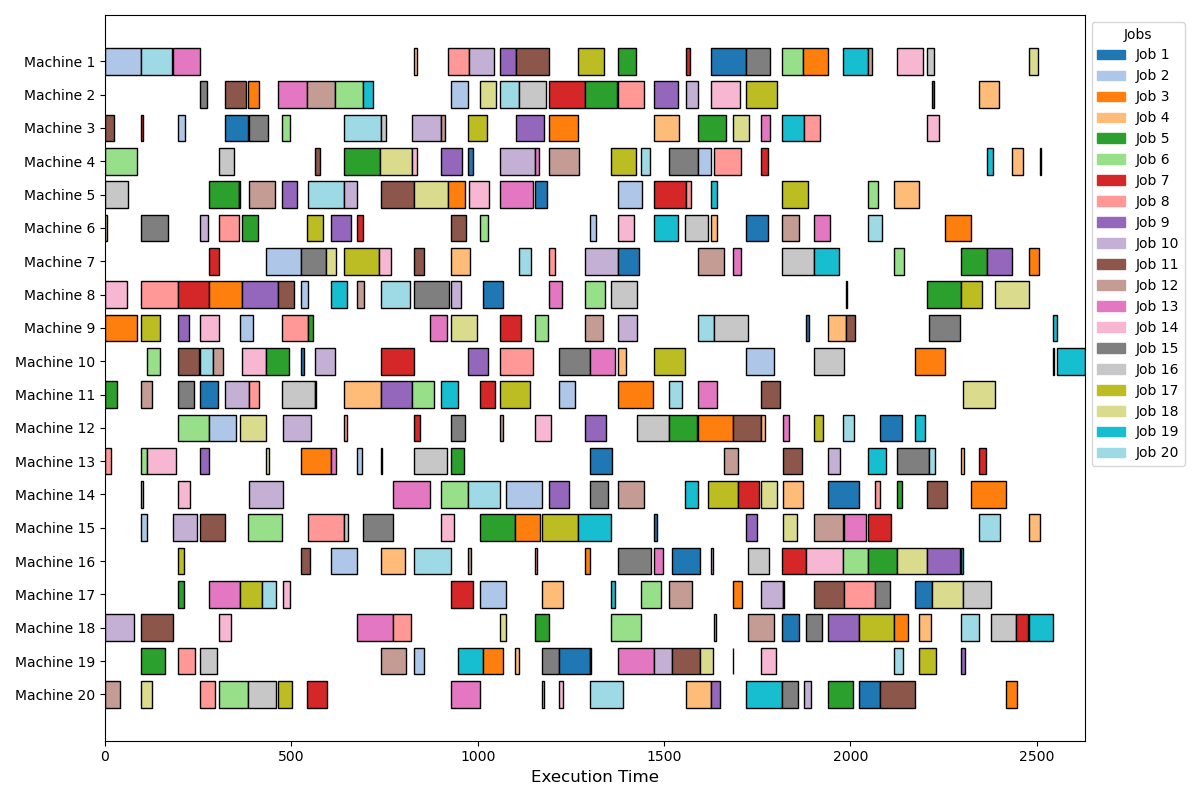 Machine 1
Machine 2
Machine 3
Machine 4
Machine 5
Machine 6
Machine 7
Machine 8
Machine 9
Machine 10
Machine 11
Machine 12
Machine 13
Machine 14
Machine 15
Machine 16
Machine 17
Machine 18
Machine 19
Machine 20
0 500 1000 1500 2000 2500
Execution Time
Jobs
Job 1
Job 2
Job 3
Job 4
Job 5
Job 6
Job 7
Job 8
Job 9
Job 10
Job 11
Job 12
Job 13
Job 14
Job 15
Job 16
Job 17
Job 18
Job 19
Job 20